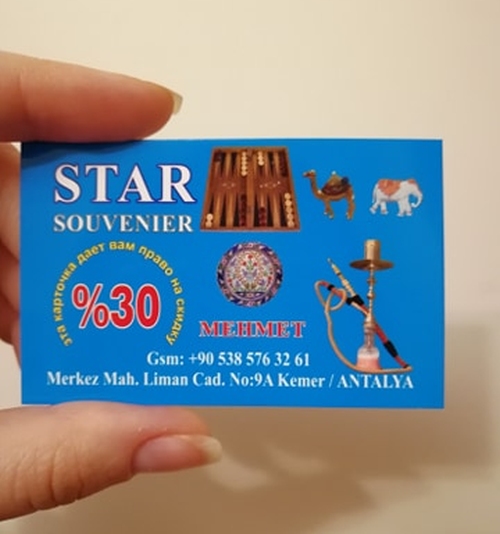 STAR
SOUVENIER
эта карточка дает вам право на скидку
%30
MEHMET
Gsm: +90 538 576 32 61
Merkez Mah. Liman Cad. No:9A Kemer / ANTALYA